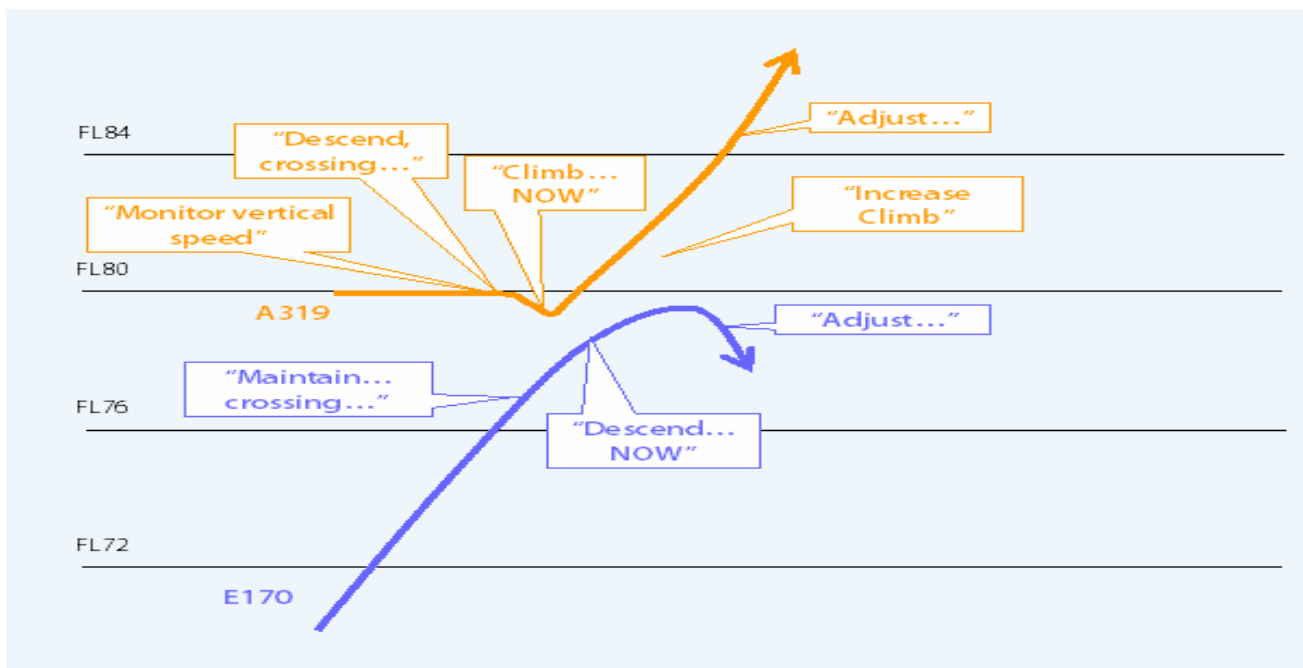 FL84
“Descend,
crossing…”
“Climb…
NOW”
“Adjust…”
“Monitor vertical
speed”
“Increase
Climb”
FL80
A319
“Adjust…”
“Maintain…
crossing…”
FL76
“Descend…
NOW”
FL72
E170